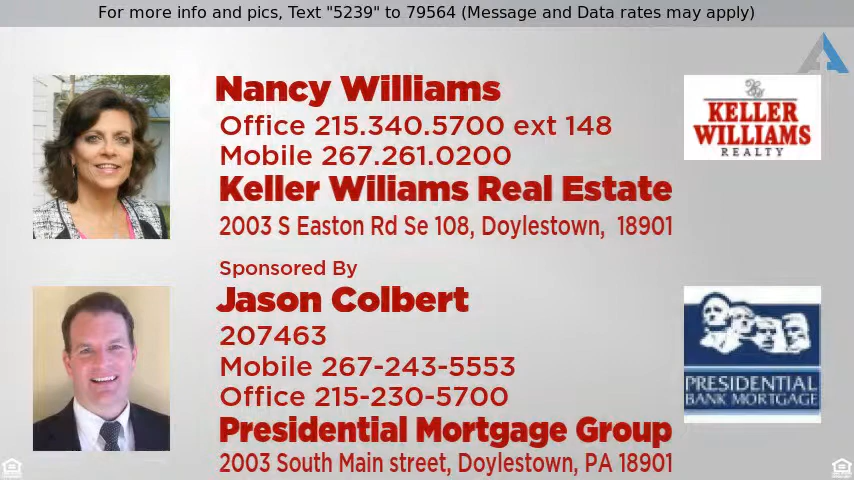 For more info and pics, Text "5239" to 79564 (Message and Data rates may apply)
Nancy Williams
Office 215.340.5700 ext 148
Mobile 267.261.0200
Keller Wiliams Real Estate
2003 S Easton Rd Se 108, Doylestown, 18901
KELLER
WILLIAMS
REALTY
Sponsored By
Jason Colbert
207463
Mobile 267-243-5553
Office 215-230-5700
Presidential Mortgage Group
2003 South Main street, Doylestown, PA 18901
PRESIDENTIAL
BANK MORTGAGE